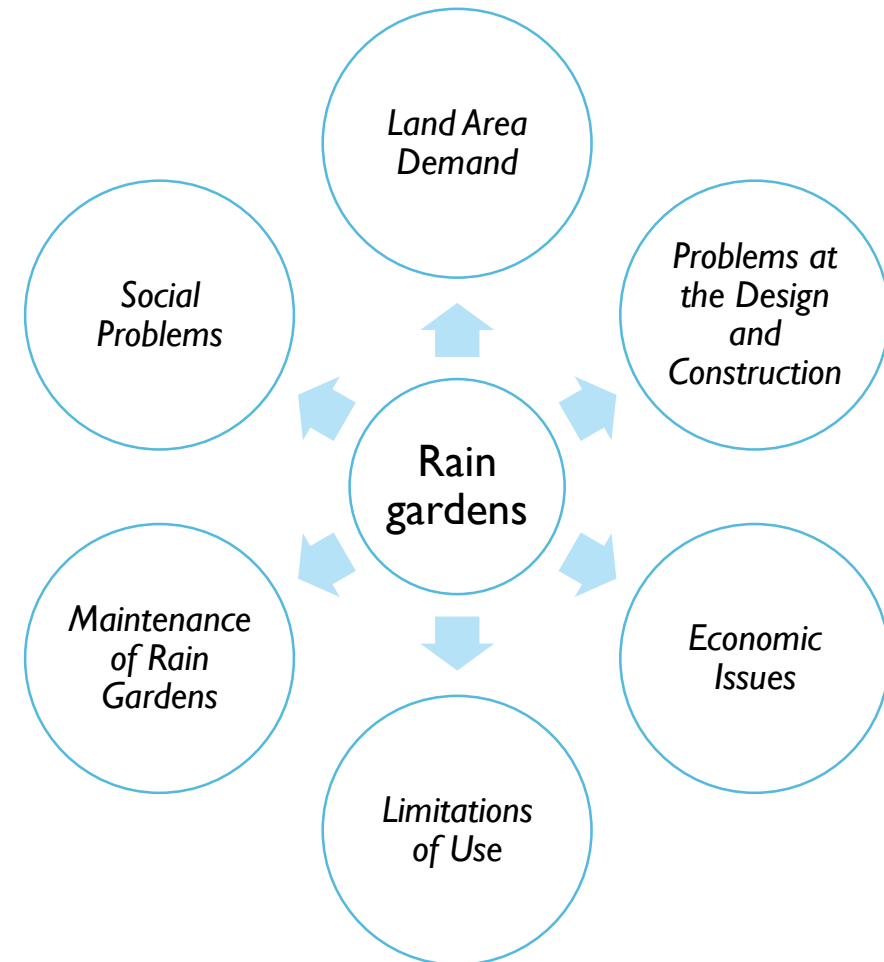 Land Area
Demand
Problems at
the Design
and
Construction
Social
Problems
Rain
gardens
Maintenance
of Rain
Gardens
Economic
Issues
Limitations
of Use